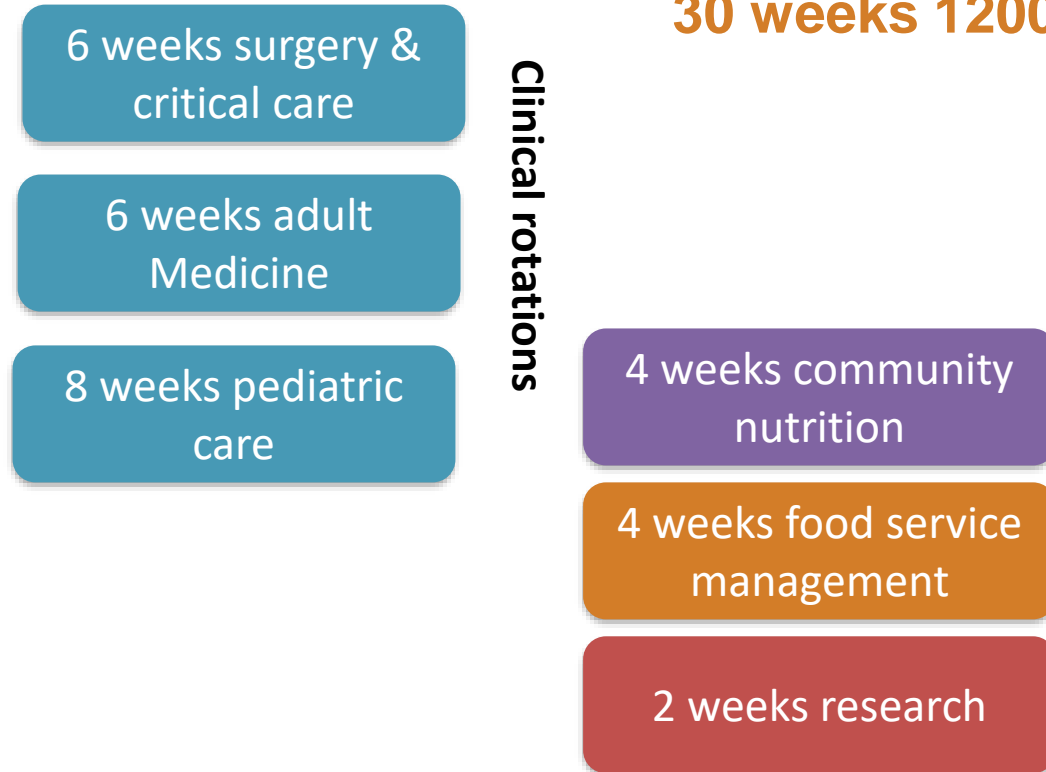 30 weeks 1200
6 weeks surgery &
critical care
6 weeks adult
Medicine
8 weeks pediatric
care
Clinical rotations
4 weeks community
nutrition
4 weeks food service
management
2 weeks research